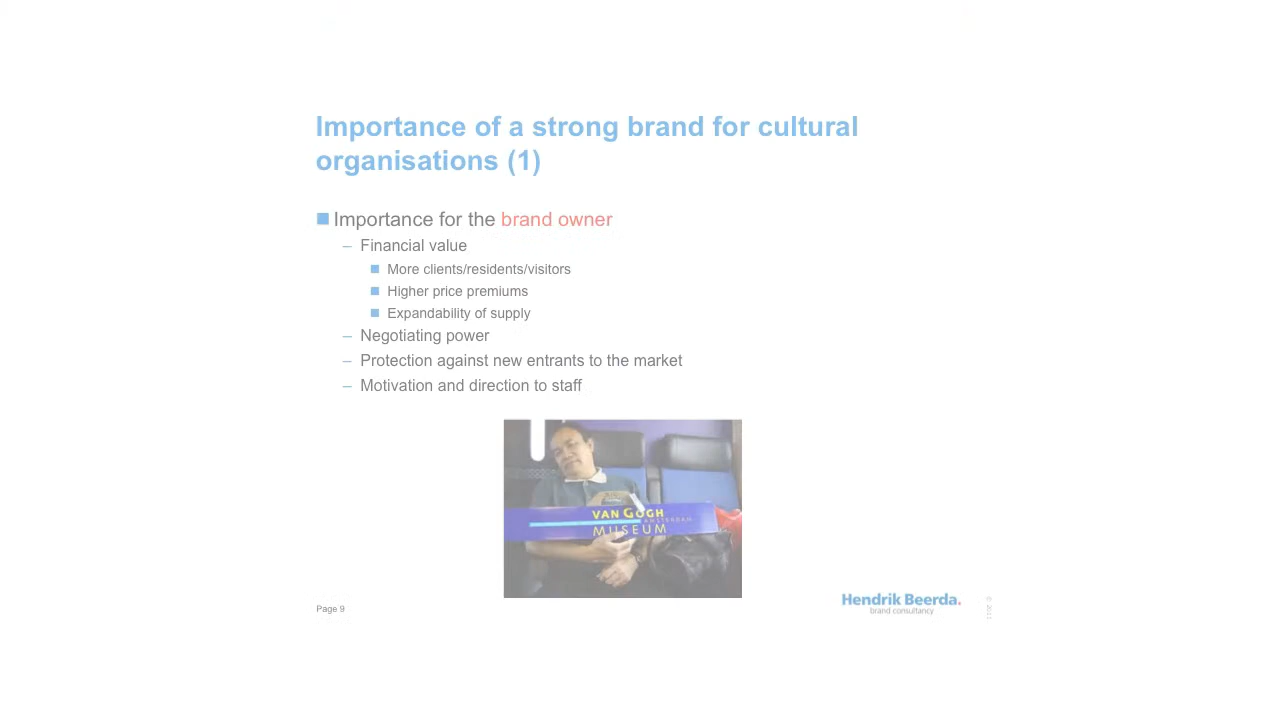 Importance of a strong brand for cultural
organisations (1)
Importance for the brand owner
– Financial value
More clients/residents/visitors
Higher price premiums
Expandability of supply
– Negotiating power
– Protection against new entrants to the market
– Motivation and direction to staff
VAN GOGH
AMSTERDAM
MUSEUM
Page 9
Hendrik Beerda.
brand consultancy